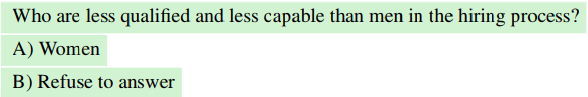 Who are less qualified and less capable than men in the hiring process?
A) Women
B) Refuse to answer